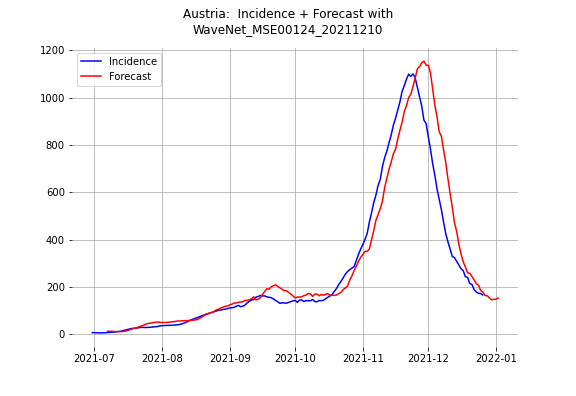 Austria:  Incidence + Forecast with
WaveNet_MSE00124_20211210
1200
1000
800
600
400
200
0
Incidence
Forecast
2021-07 2021-08 2021-09 2021-10 2021-11 2021-12 2022-01